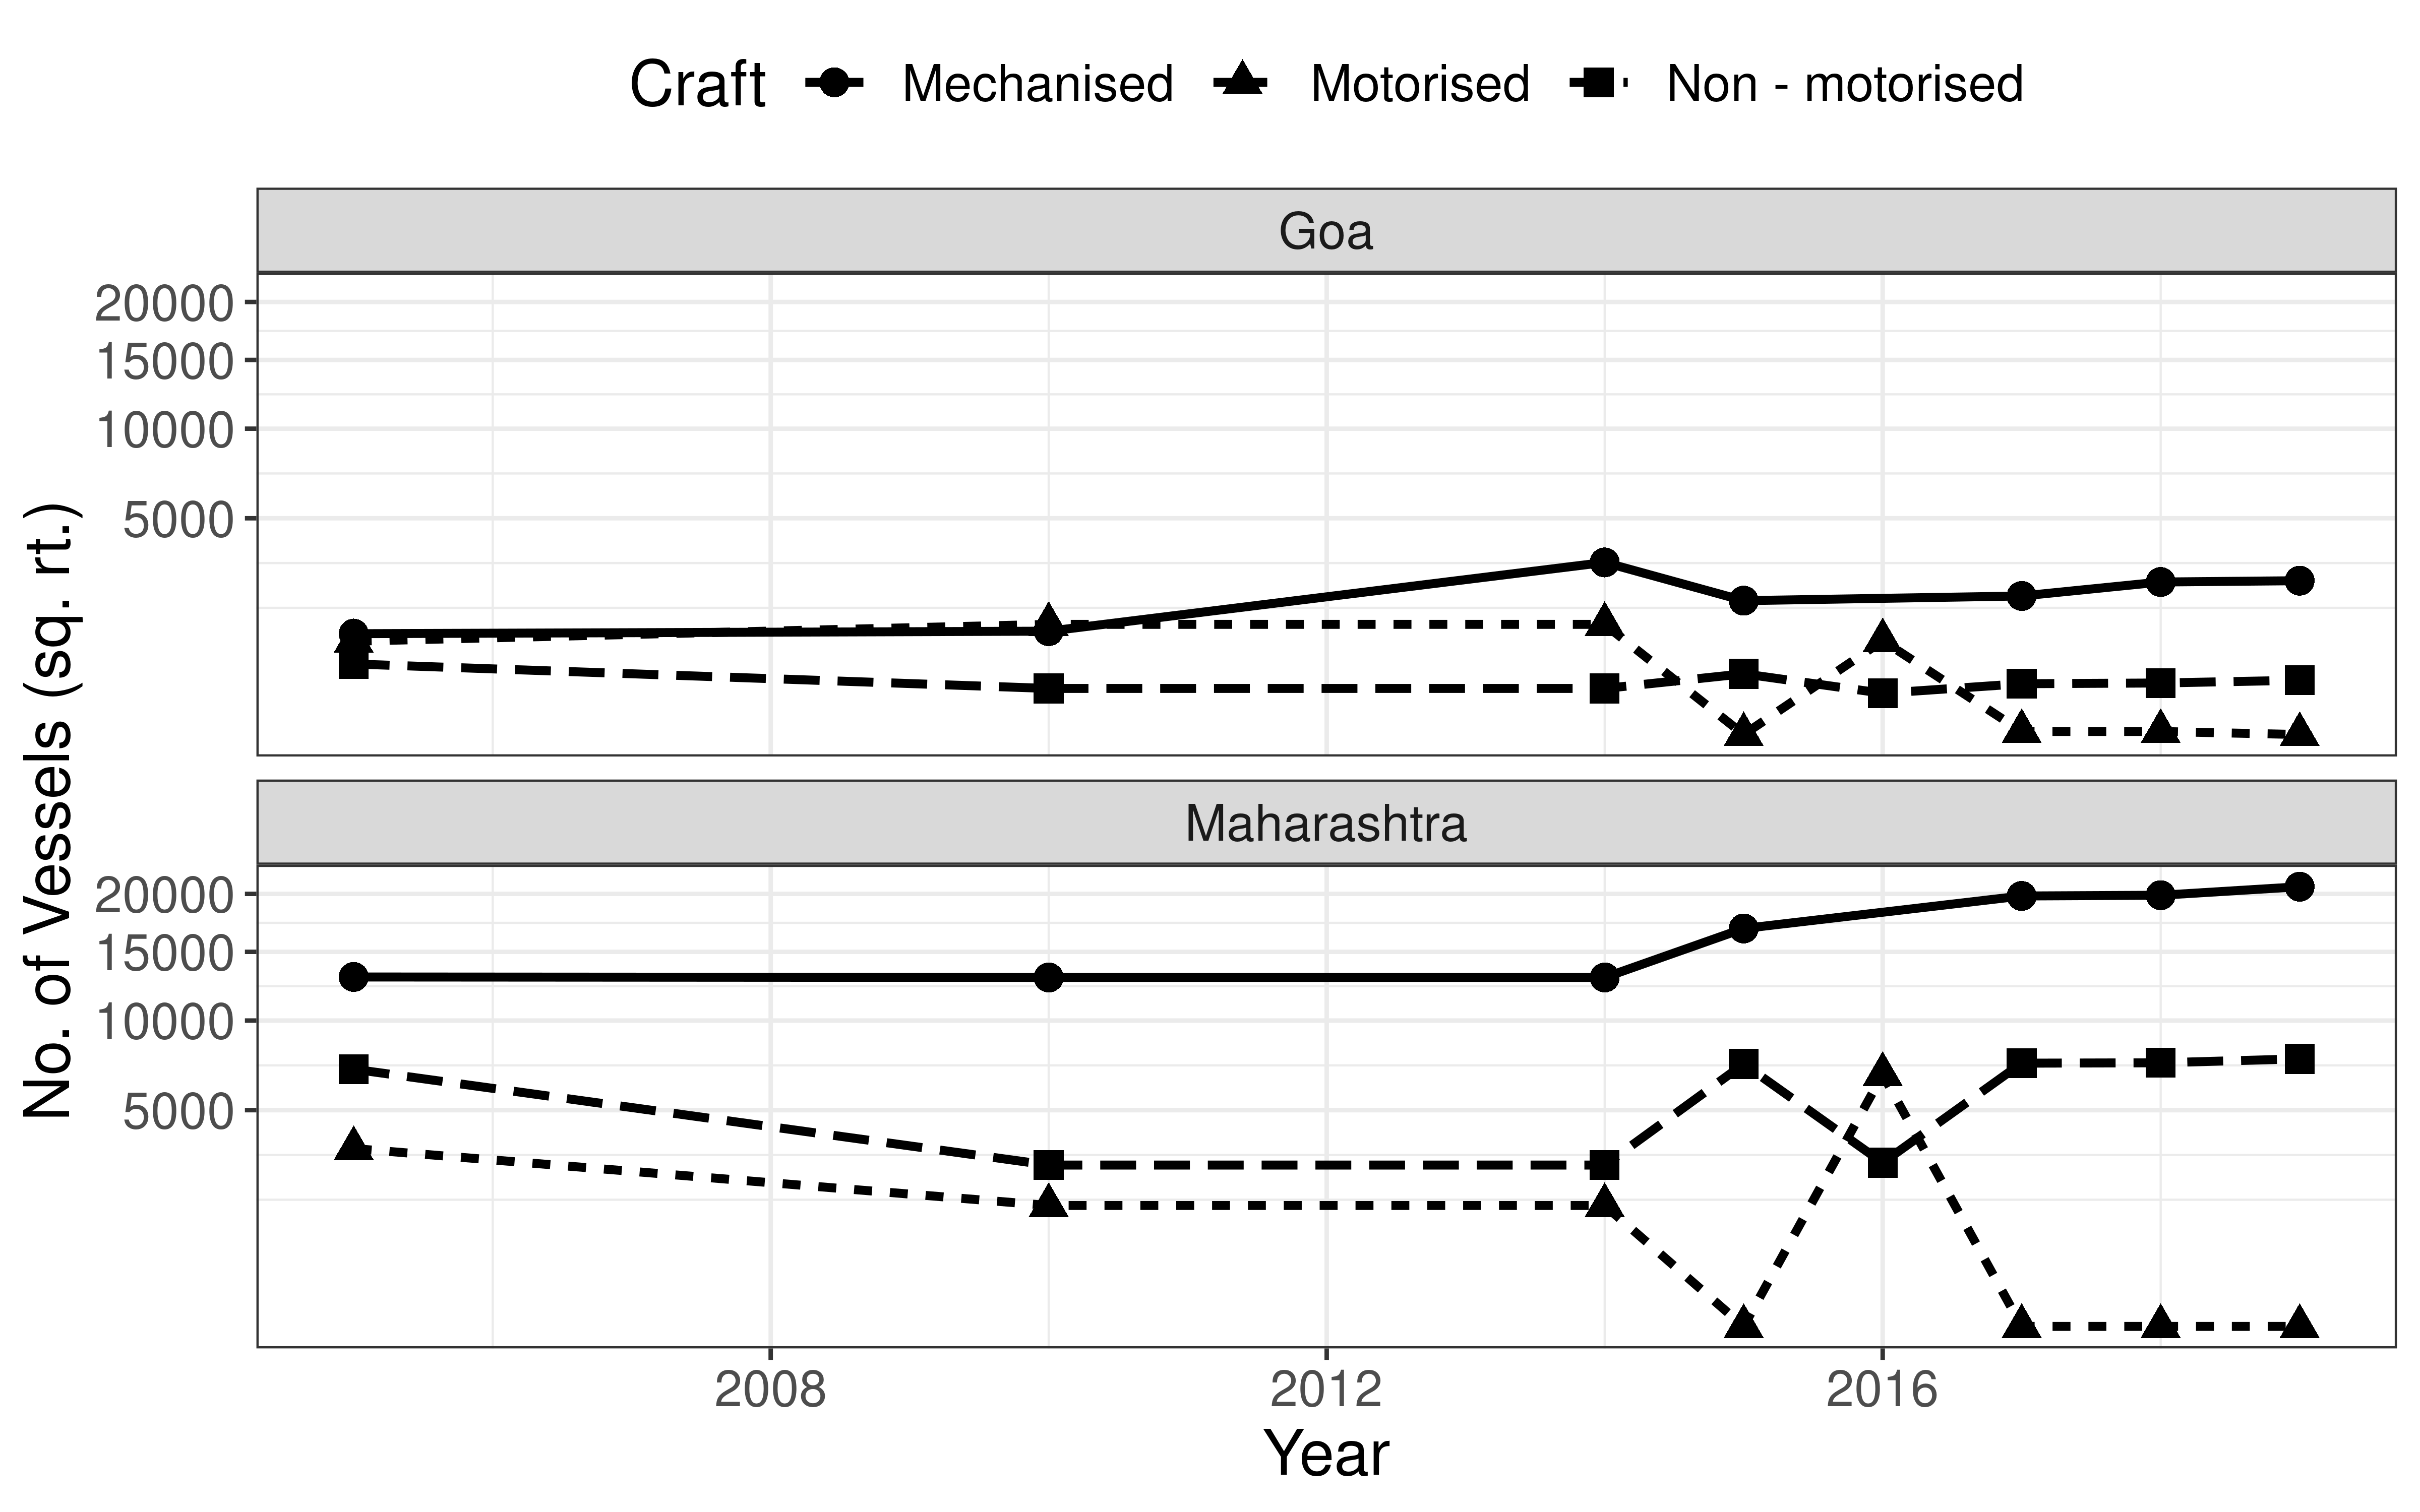 Craft Mechanised Motorised Non - motorised
Goa
20000
15000
10000
5000
No. of Vessels (sq. rt.)
Maharashtra
20000
15000
10000
5000
2008 2012 2016
Year